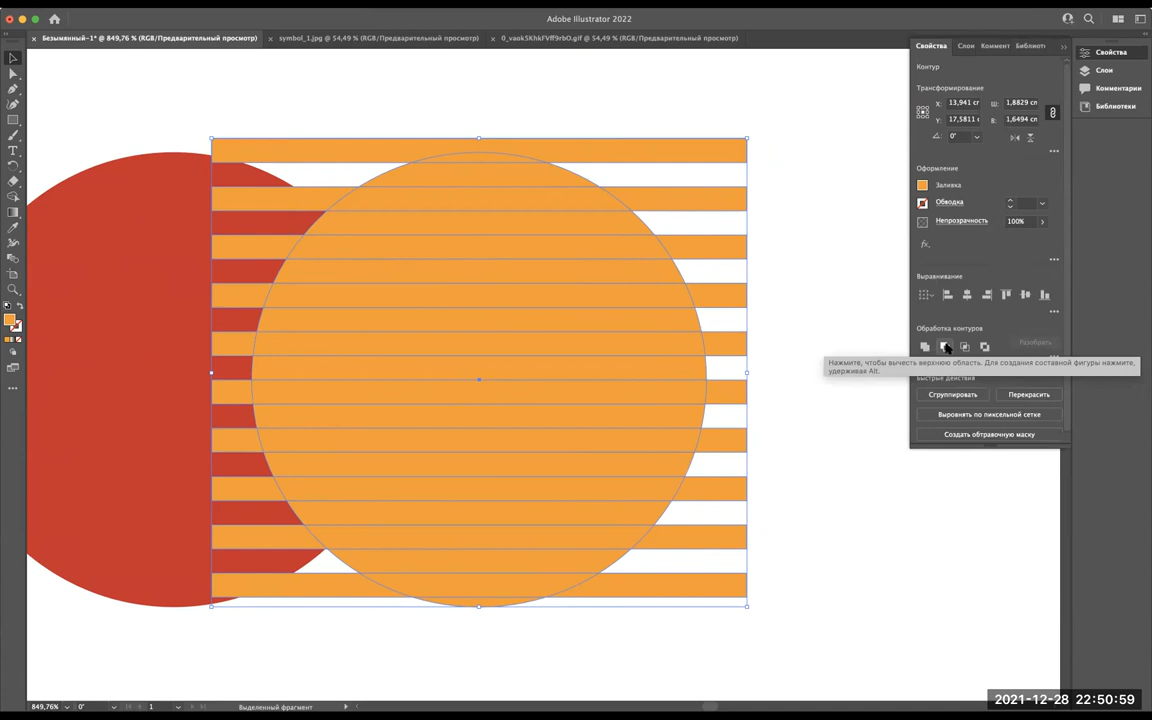 Adobe Illustrator 2022
Безымянный-1* @ 849,76 % (RGB/Предварительный просмотр)
symbol_1.jpg @ 54,49 % (RGB/Предварительный просмотр)
@ 54,49 % (RGB/Предварительный просмотр)
Свойства
Слои
Коммент
Библиот
Свойства
Слои
Комментарии
Библиотеки
Контур
Трансформирование
X:
13,941 сг
Ш:
1,8829 сг
Y:
17,5811
В:
1,6494 сп
0°
Оформление
Заливка
Обводка
Непрозрачность
100%
fx.
Выравнивание
Обработка контуров
Разобрать
Нажмите, чтобы вычесть верхнюю область. Для создания составной фигуры нажмите,
удерживая Alt.
Быстрые действия
Сгруппировать
Перекрасить
Выровнять по пиксельной сетке
Создать обтравочную маску
849,76%
0°
1
Выделенный фрагмент
2021-12-28 22:50:59